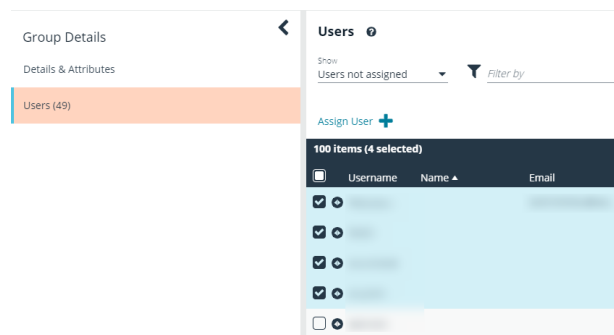 Group Details
Details & Attributes
Users (49)
Users
Show
Users not assigned
Filter by
Assign User
100 items (4 selected)
Username Name Email